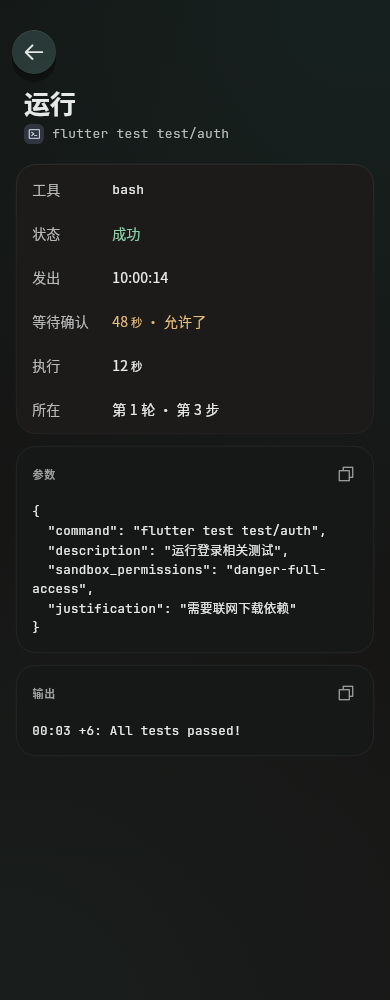 运行
flutter test test/auth
工具 bash
状态 成功
发出 10:00:14
等待确认 48 秒 · 允许了
执行 12 秒
所在 第 1 轮 · 第 3 步
参数
{
  "command": "flutter test test/auth",
  "description": "运行登录相关测试",
  "sandbox_permissions": "danger-full-
access",
  "justification": "需要联网下载依赖"
}
输出
00:03 +6: All tests passed!